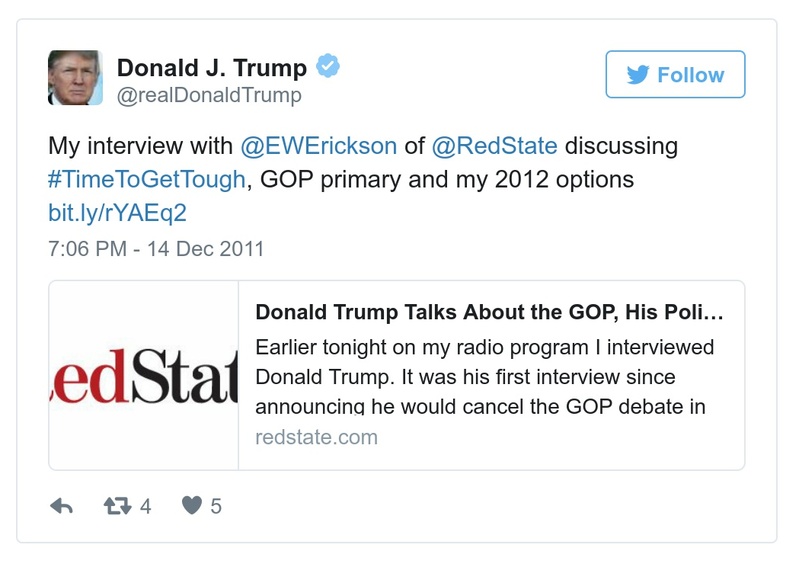 Donald J. Trump
@realDonaldTrump
Follow
My interview with @EWErickson of @RedState discussing
#TimeToGetTough, GOP primary and my 2012 options
bit.ly/rYAEq2
7:06 PM - 14 Dec 2011
edStat
Donald Trump Talks About the GOP, His Poli…
Earlier tonight on my radio program I interviewed
Donald Trump. It was his first interview since
announcing he would cancel the GOP debate in
redstate.com
4
5